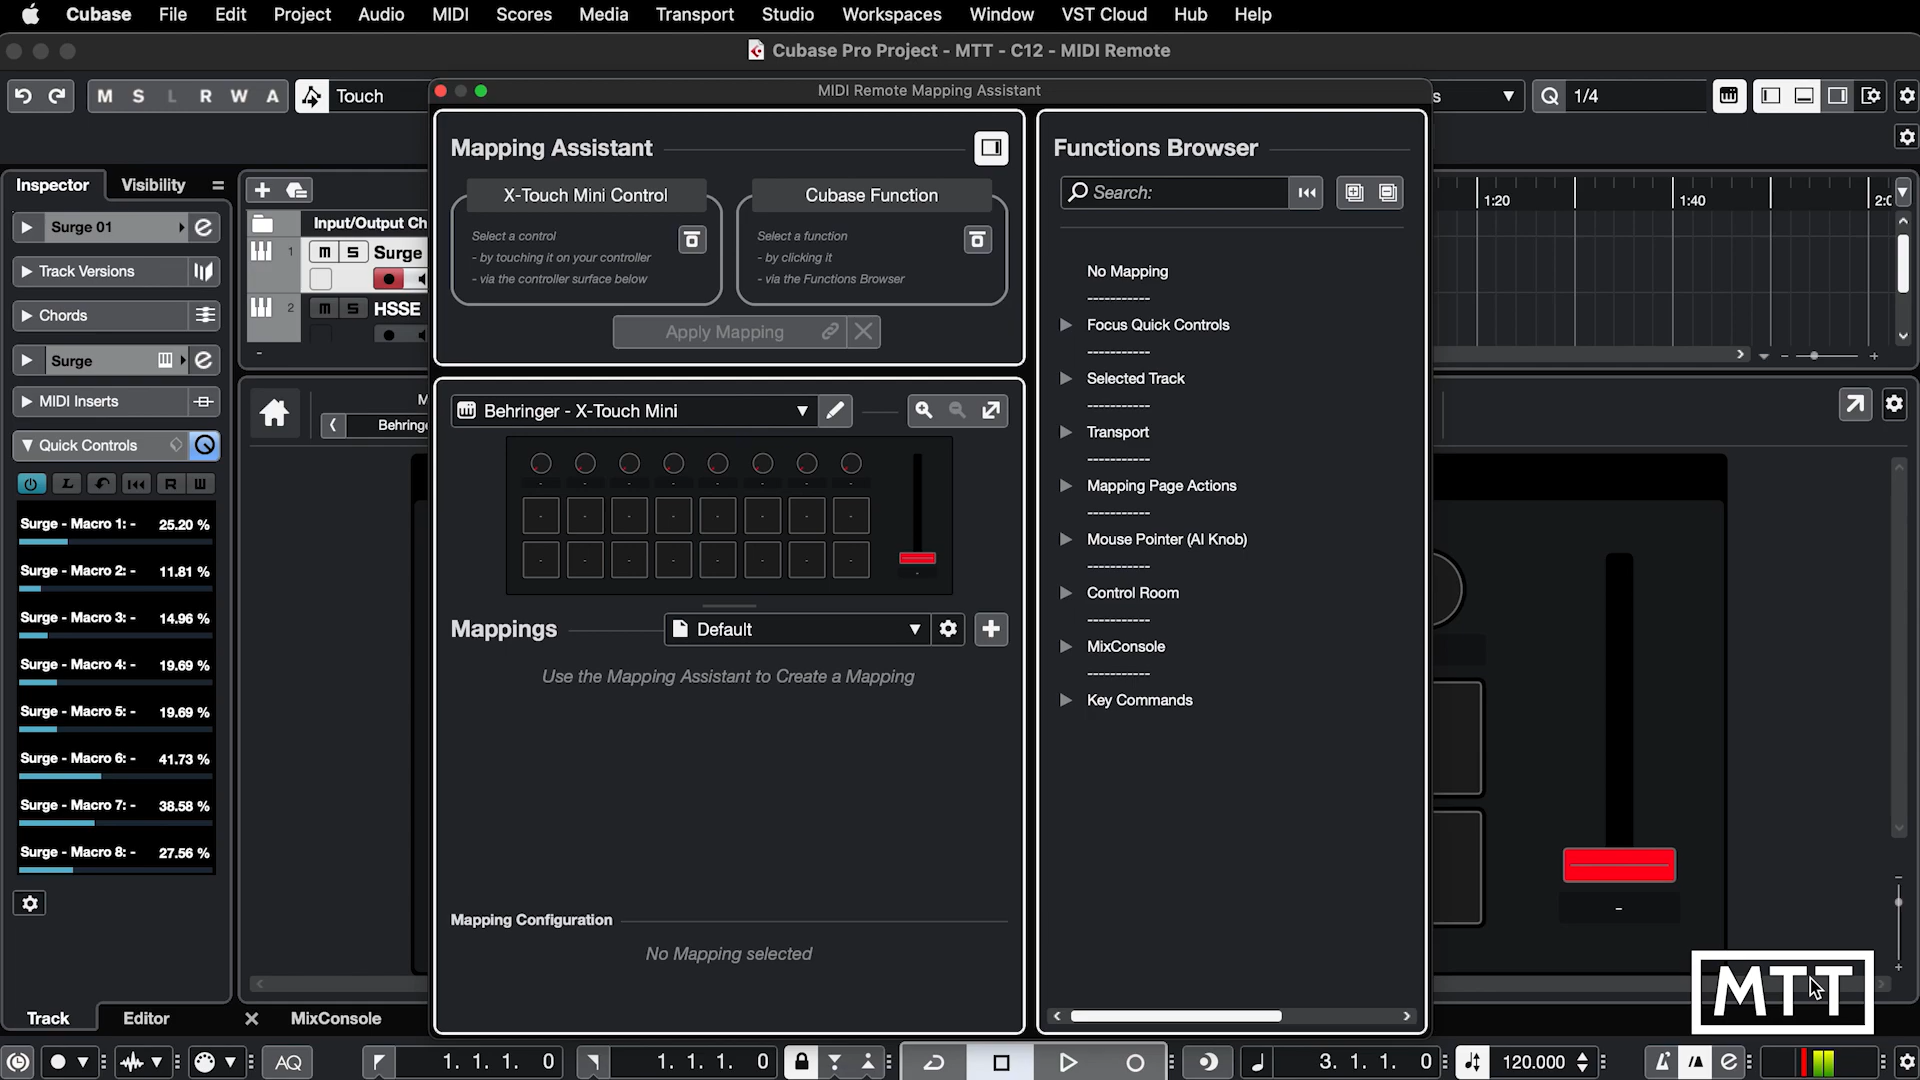 Cubase File Edit Project Audio MIDI Scores Media Transport Studio Workspaces Window VST Cloud Hub Help
Cubase Pro Project - MTT - C12 - MIDI Remote
M S L R W A Touch
MIDI Remote Mapping Assistant
s
1/4
Inspector Visibility
Surge 01
Track Versions
Chords
Surge
MIDI Inserts
Quick Controls
L R W
Surge - Macro 1: - 25.20 %
Surge - Macro 2: - 11.81 %
Surge - Macro 3: - 14.96 %
Surge - Macro 4: - 19.69 %
Surge - Macro 5: - 19.69 %
Surge - Macro 6: - 41.73 %
Surge - Macro 7: - 38.58 %
Surge - Macro 8: - 27.56 %
Input/Output Ch
1 m S Surge
2 m S HSSE
M
Behringe
Mapping Assistant
X-Touch Mini Control
Select a control
- by touching it on your controller
- via the controller surface below
Cubase Function
Select a function
- by clicking it
- via the Functions Browser
Apply Mapping
Behringer - X-Touch Mini
Mappings
Default
Use the Mapping Assistant to Create a Mapping
Mapping Configuration
No Mapping selected
Functions Browser
Search:
No Mapping
-----------
Focus Quick Controls
-----------
Selected Track
-----------
Transport
-----------
Mapping Page Actions
-----------
Mouse Pointer (AI Knob)
-----------
Control Room
-----------
MixConsole
-----------
Key Commands
1:20 1:40 2:0
-
MTT
Track Editor MixConsole
AQ 1. 1. 1. 0 1. 1. 1. 0 3. 1. 1. 0 120.000